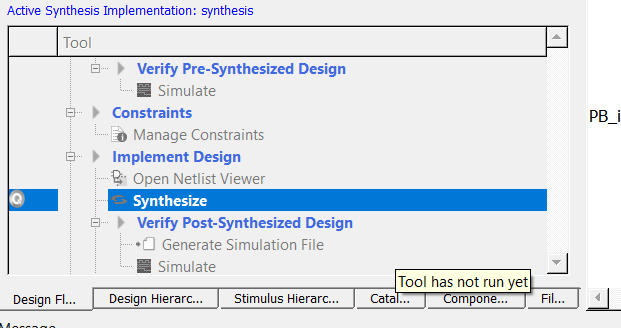 Active Synthesis Implementation: synthesis
Tool
Verify Pre-Synthesized Design
Simulate
Constraints
Manage Constraints
Implement Design
Open Netlist Viewer
Synthesize
Verify Post-Synthesized Design
Generate Simulation File
Simulate
PB_i
Tool has not run yet
Design Fl... Design Hierarc... Stimulus Hierarc... Catal... Compone... Fil...
Message